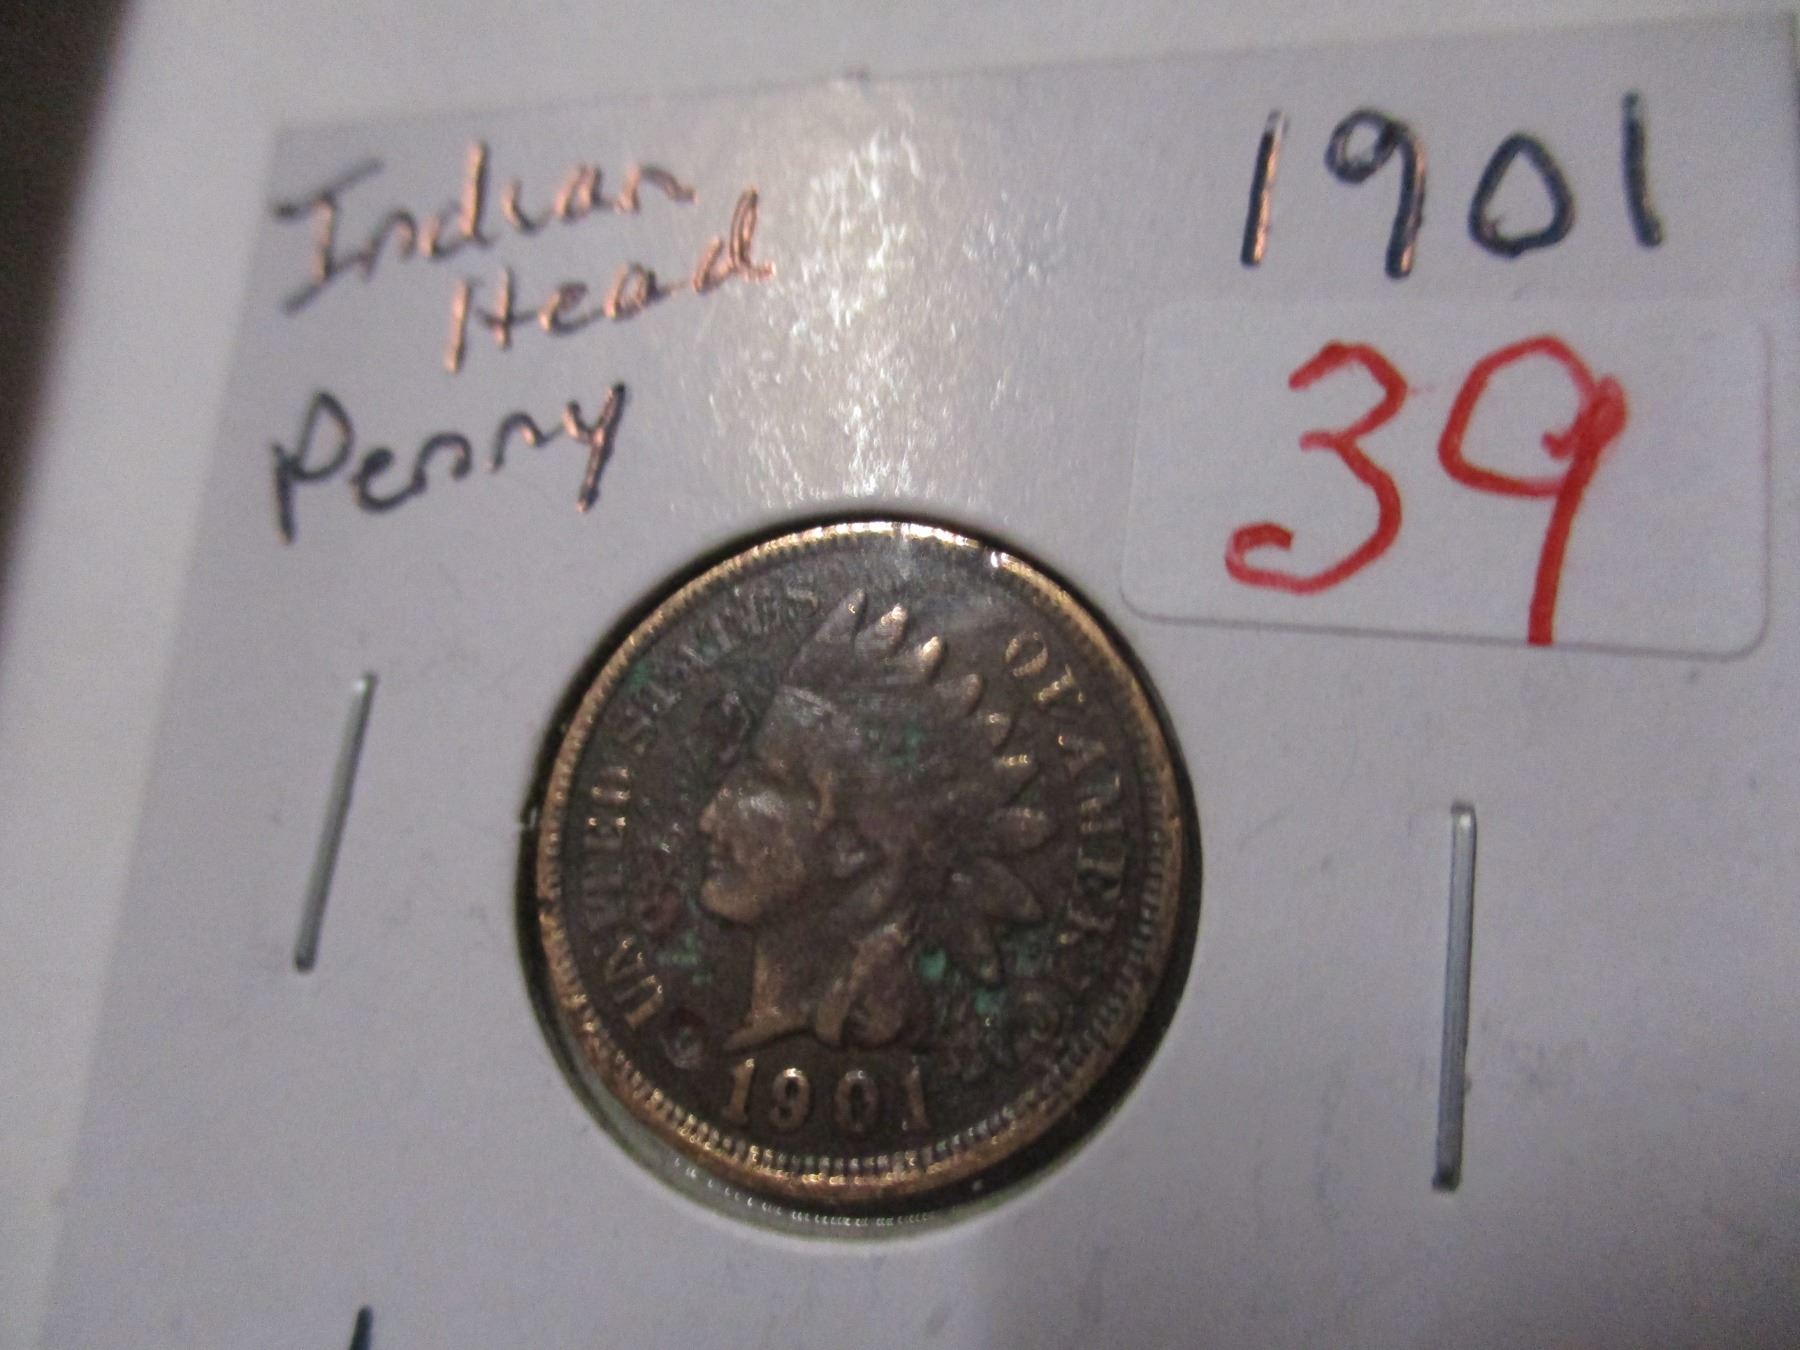 Indian
Head
Penny
1901
39
UNITED STATES
OF AMERICA
1901